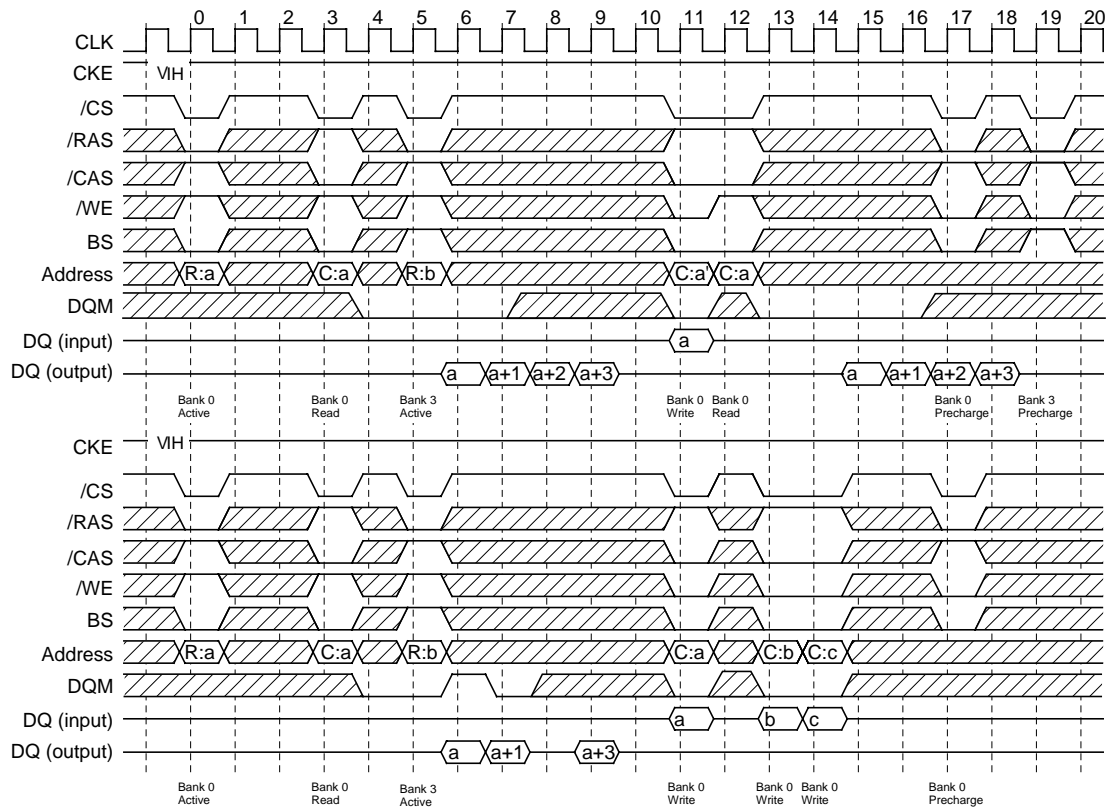 0 1 2 3 4 5 6 7 8 9 10 11 12 13 14 15 16 17 18 19 20
CLK
CKE VIH
/CS
/RAS
/CAS
/WE
BS
Address R:a C:a R:b C:a' C:a
DQM
DQ (input) a
DQ (output) a a+1 a+2 a+3 a a+1 a+2 a+3
Bank 0 Bank 0 Bank 3 Bank 0 Bank 0 Bank 0 Bank 3
Active Read Active Write Read Precharge Precharge
CKE VIH
/CS
/RAS
/CAS
/WE
BS
Address R:a C:a R:b C:a C:b C:c
DQM
DQ (input) a b c
DQ (output) a a+1 a+3
Bank 0 Bank 0 Bank 3 Bank 0 Bank 0 Bank 0 Bank 0
Active Read Active Write Write Write Precharge